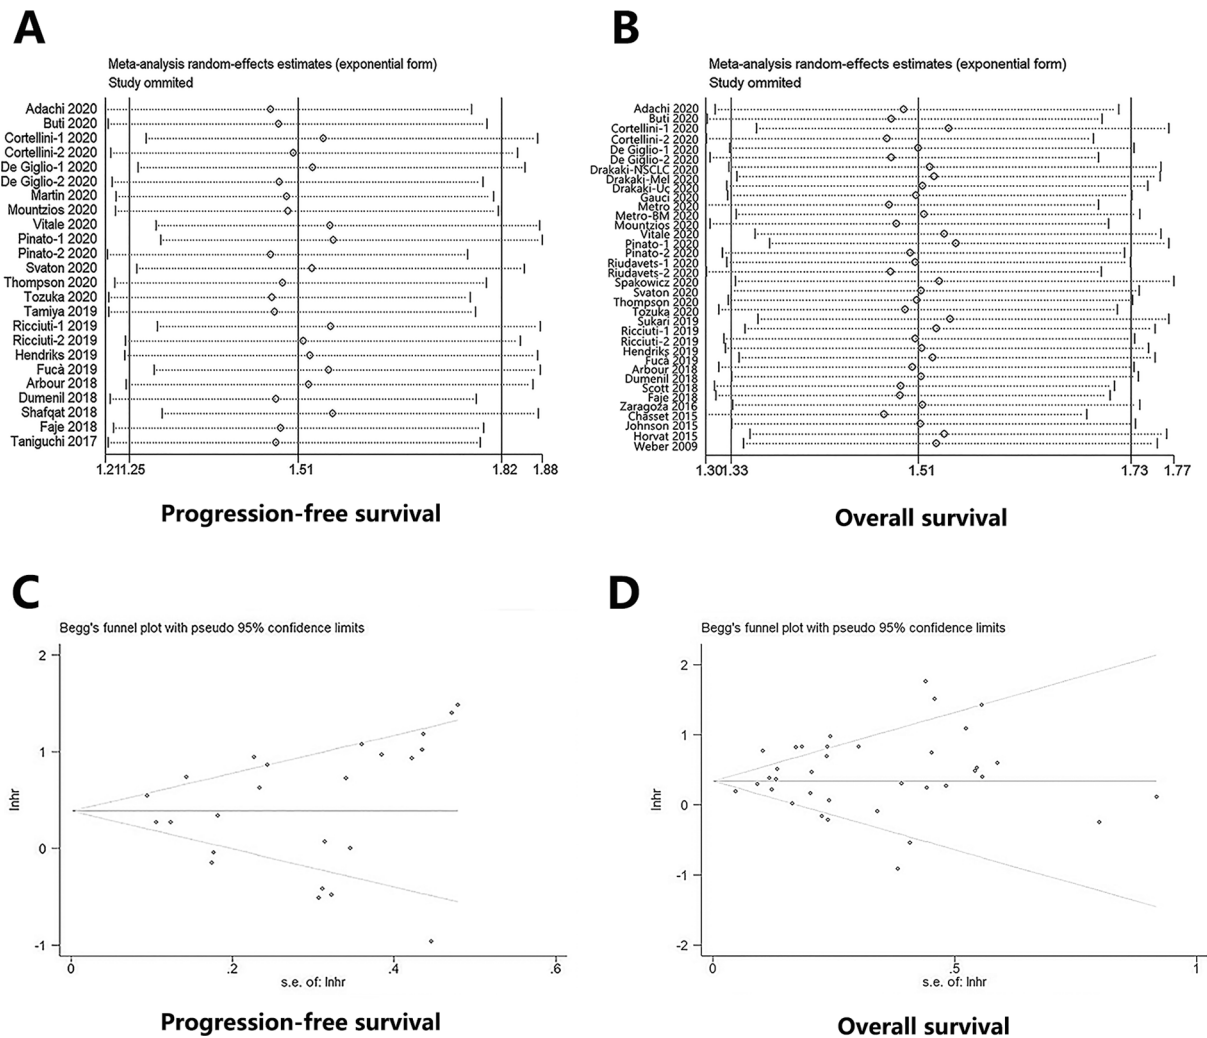 A
Meta-analysis random-effects estimates (exponential form)
Study ommited
Adachi 2020
Buti 2020
Cortellini-1 2020
Cortellini-2 2020
De Giglio-1 2020
De Giglio-2 2020
Martin 2020
Mountzios 2020
Vitale 2020
Pinato-1 2020
Pinato-2 2020
Svaton 2020
Thompson 2020
Tozuka 2020
Tamiya 2019
Ricciuti-1 2019
Ricciuti-2 2019
Hendriks 2019
Fucà 2019
Arbour 2018
Dumenil 2018
Shafqat 2018
Faje 2018
Taniguchi 2017
1.21 1.25 1.51 1.82 1.88
Progression-free survival
B
Meta-analysis random-effects estimates (exponential form)
Study ommited
Adachi 2020
Buti 2020
Cortellini-1 2020
Cortellini-2 2020
De Giglio-1 2020
De Giglio-2 2020
Drakaki-NSCLC 2020
Drakaki-Mel 2020
Drakaki-Uc 2020
Gauci 2020
Metro 2020
Metro-BM 2020
Mountzios 2020
Vitale 2020
Pinato-1 2020
Pinato-2 2020
Riudavets-1 2020
Riudavets-2 2020
Spakowicz 2020
Svaton 2020
Thompson 2020
Tozuka 2020
Sukari 2019
Ricciuti-1 2019
Ricciuti-2 2019
Hendriks 2019
Fucà 2019
Arbour 2018
Dumenil 2018
Scott 2018
Faje 2018
Zaragoza 2016
Chasset 2015
Johnson 2015
Horvat 2015
Weber 2009
1.30 1.33 1.51 1.73 1.77
Overall survival
C
Begg's funnel plot with pseudo 95% confidence limits
lnhr
2
1
0
-1
0 .2 .4 .6
s.e. of: lnhr
Progression-free survival
D
Begg's funnel plot with pseudo 95% confidence limits
lnhr
2
1
0
-1
-2
0 .5 1
s.e. of: lnhr
Overall survival